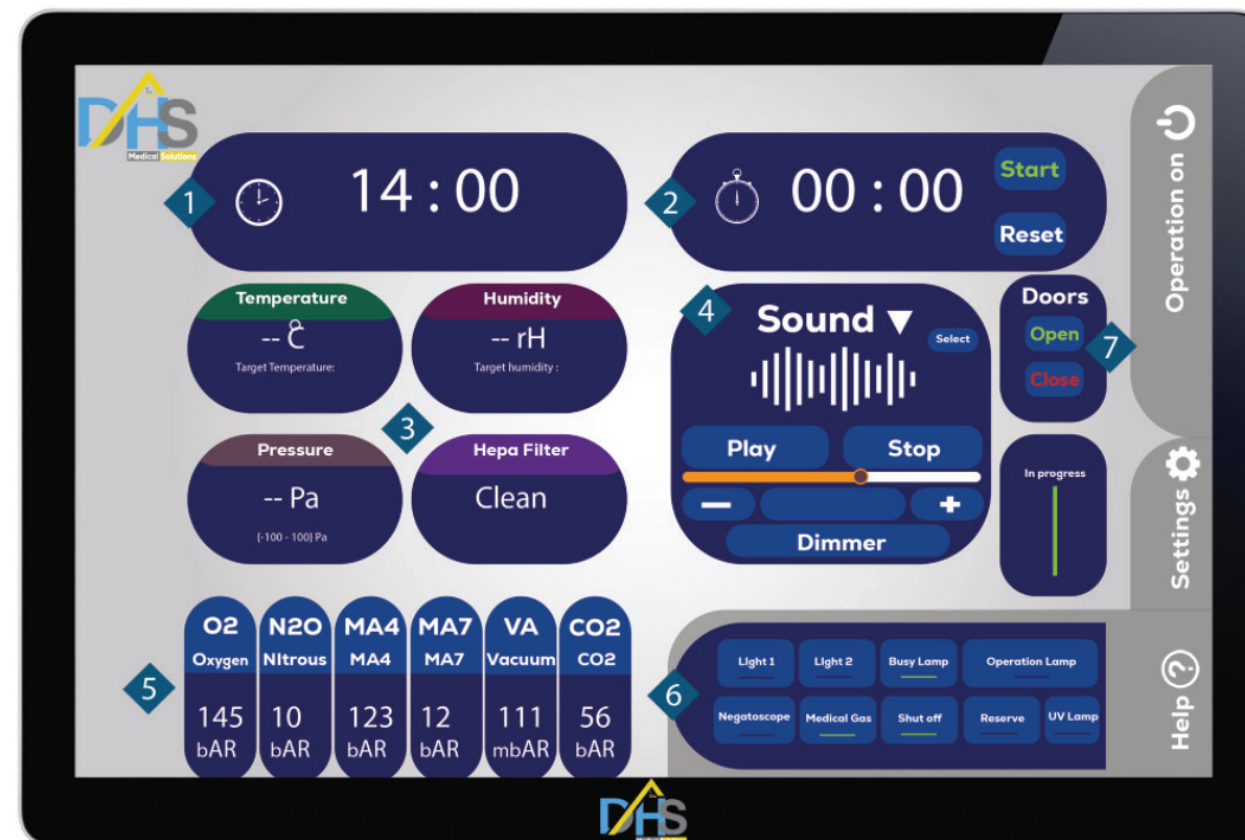 DHS
Medical Solutions
1
14 : 00
2
00 : 00
Start
Reset
Operation on
Temperature
-- °C
Target Temperature:
Humidity
-- rH
Target humidity :
3
Pressure
-- Pa
(-100 - 100) Pa
Hepa Filter
Clean
4
Sound ▼
Select
Play
Stop
−
+
Dimmer
Doors
Open
Close
7
In progress
Settings
5
O2
Oxygen
145
bAR
N2O
NItrous
10
bAR
MA4
MA4
123
bAR
MA7
MA7
12
bAR
VA
Vacuum
111
mbAR
CO2
CO2
56
bAR
6
LIght 1
LIght 2
Busy Lamp
Operation Lamp
Negatoscope
Medical Gas
Shut off
Reserve
UV Lamp
Help ?
DHS